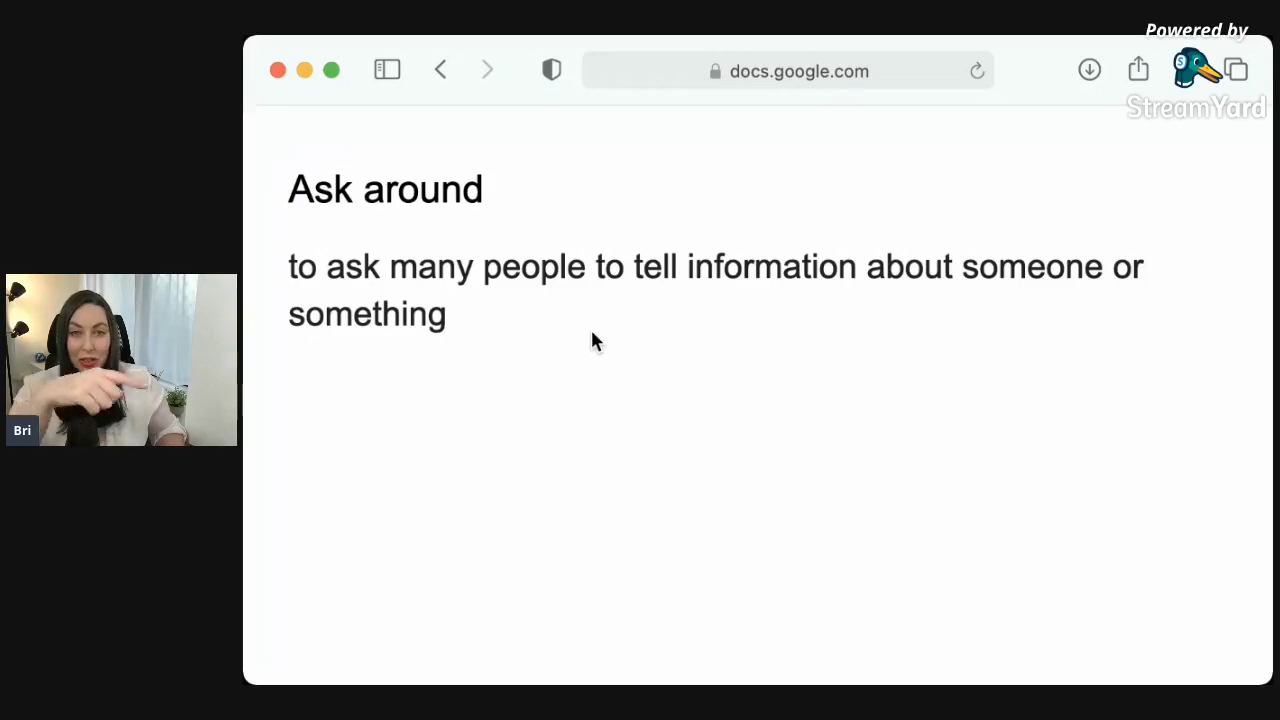 Powered by
docs.google.com
StreamYard
Ask around
to ask many people to tell information about someone or
something
Bri